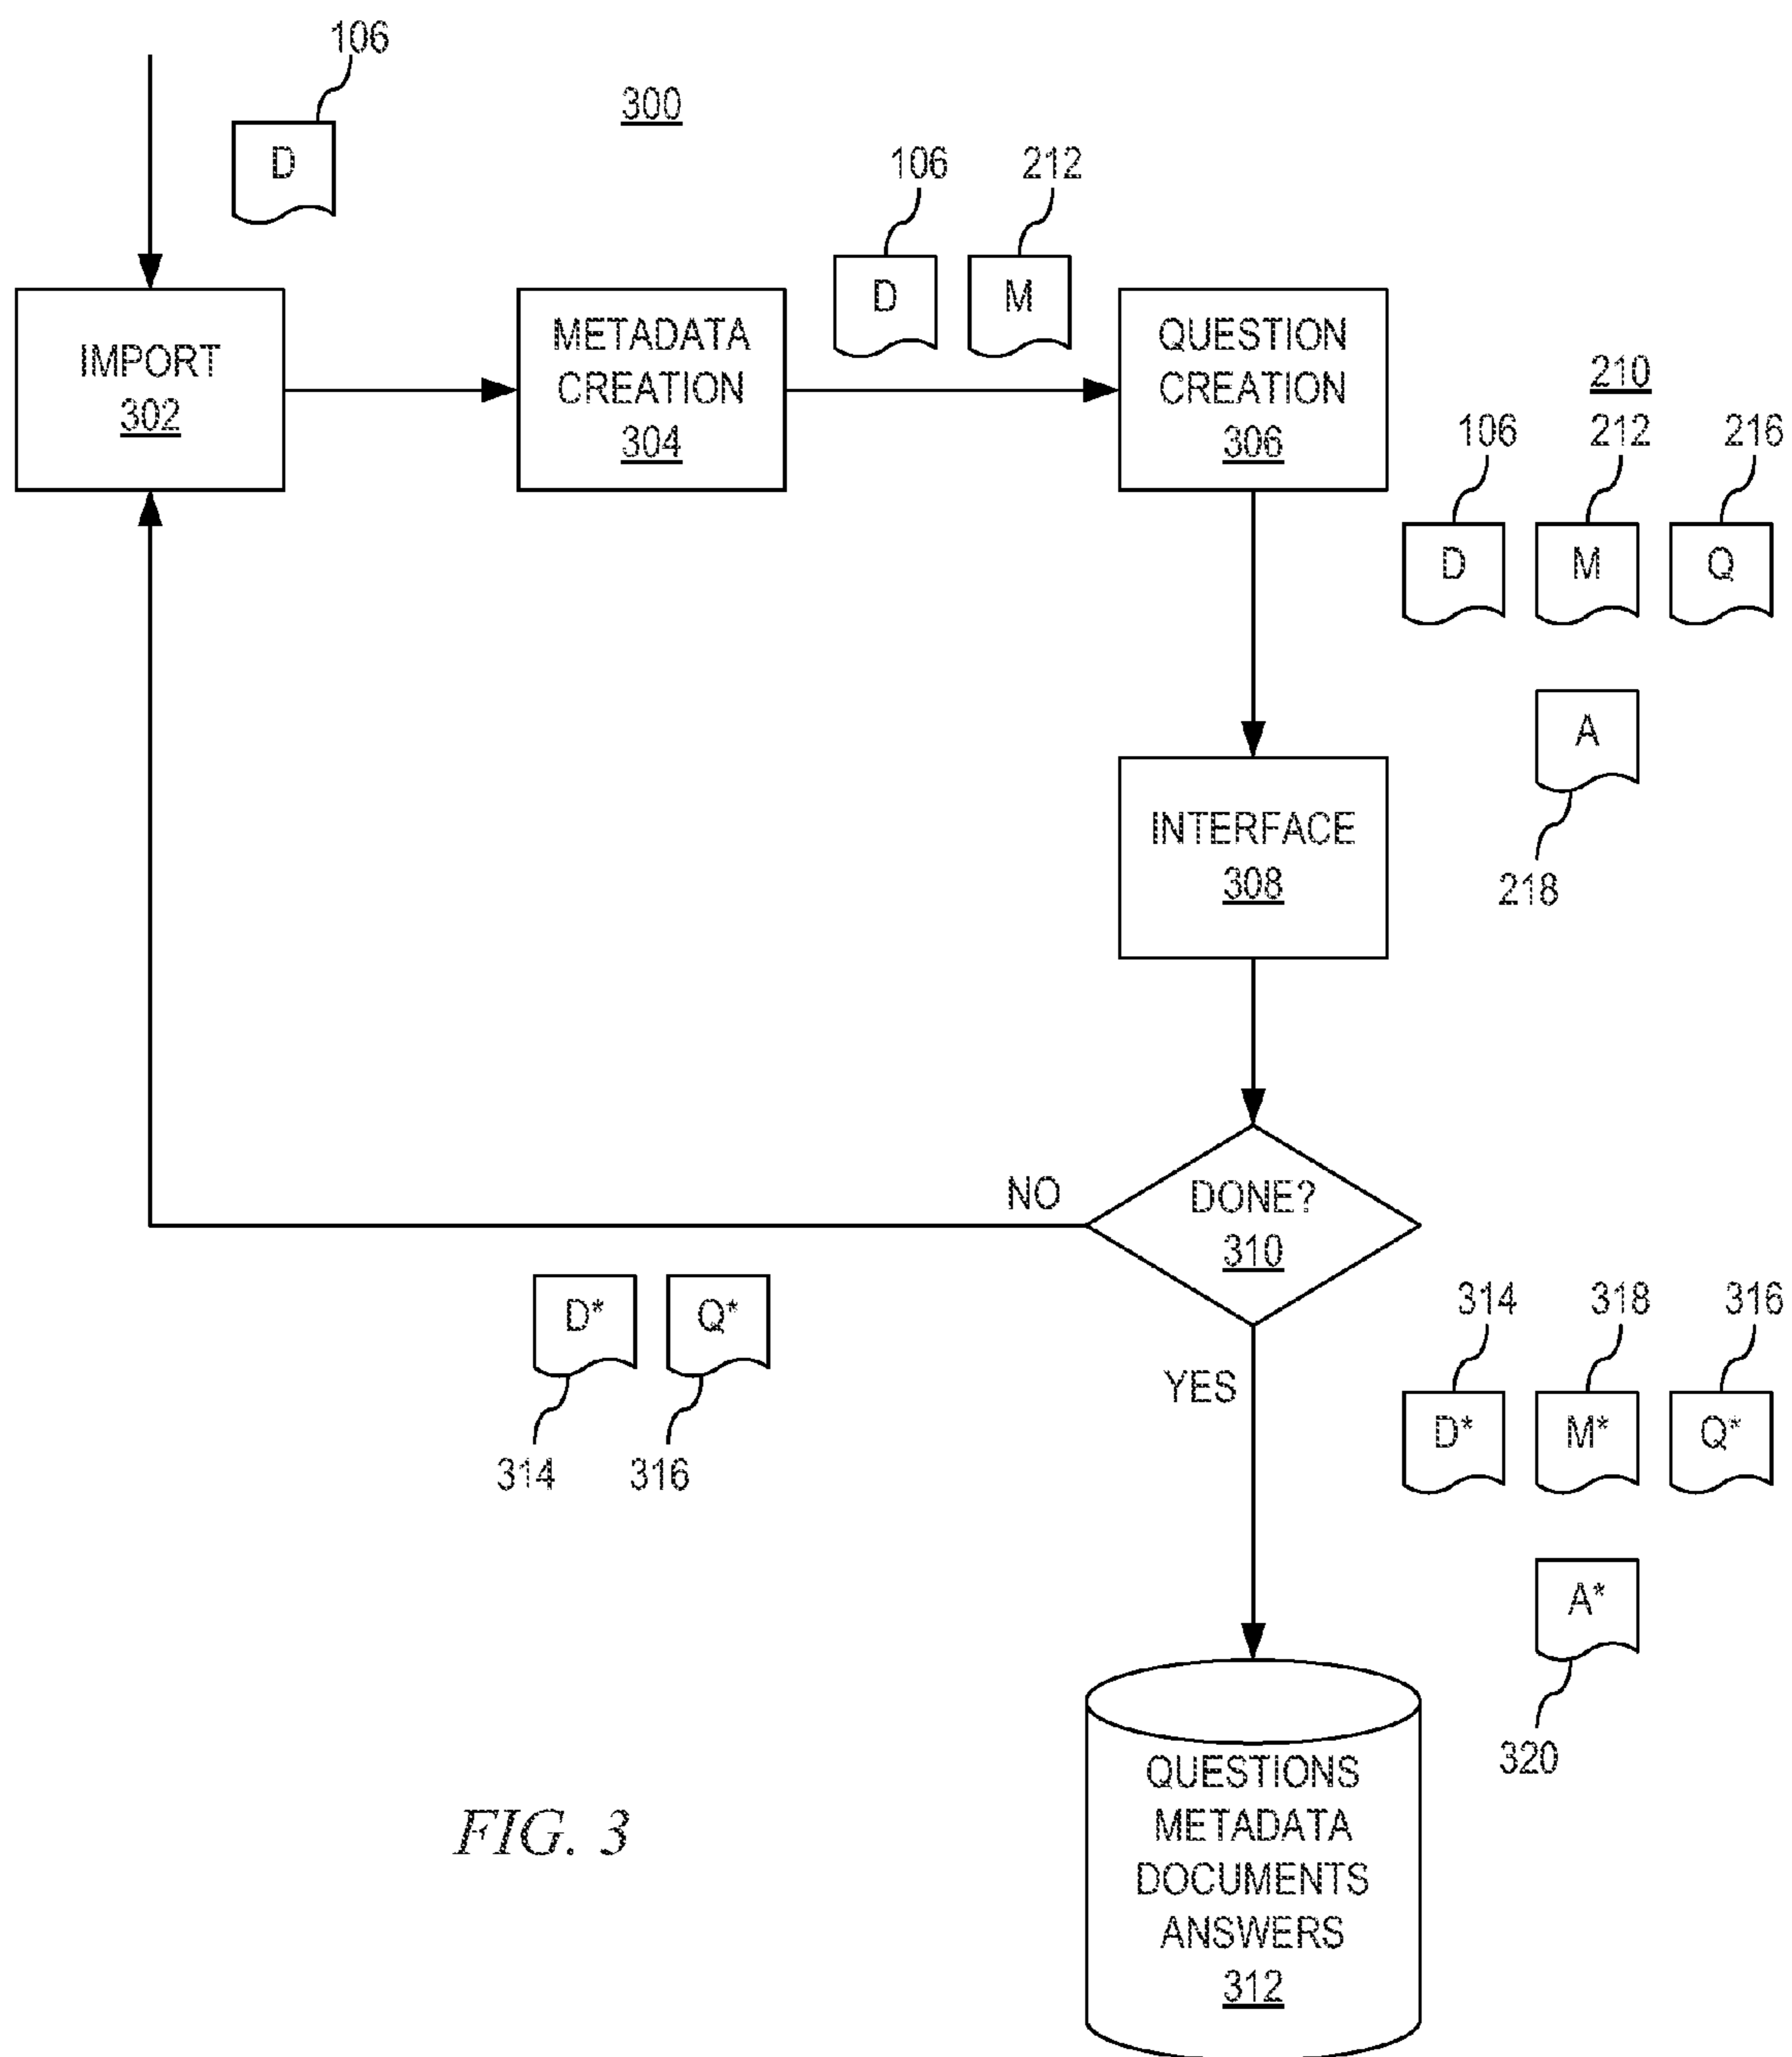 106
300
D
106
212
D
M
IMPORT
302
METADATA
CREATION
304
QUESTION
CREATION
306
210
106
212
216
D
M
Q
A
218
INTERFACE
308
DONE?
310
NO
YES
D*
Q*
314
316
314
318
316
D*
M*
Q*
A*
320
QUESTIONS
METADATA
DOCUMENTS
ANSWERS
312
FIG. 3